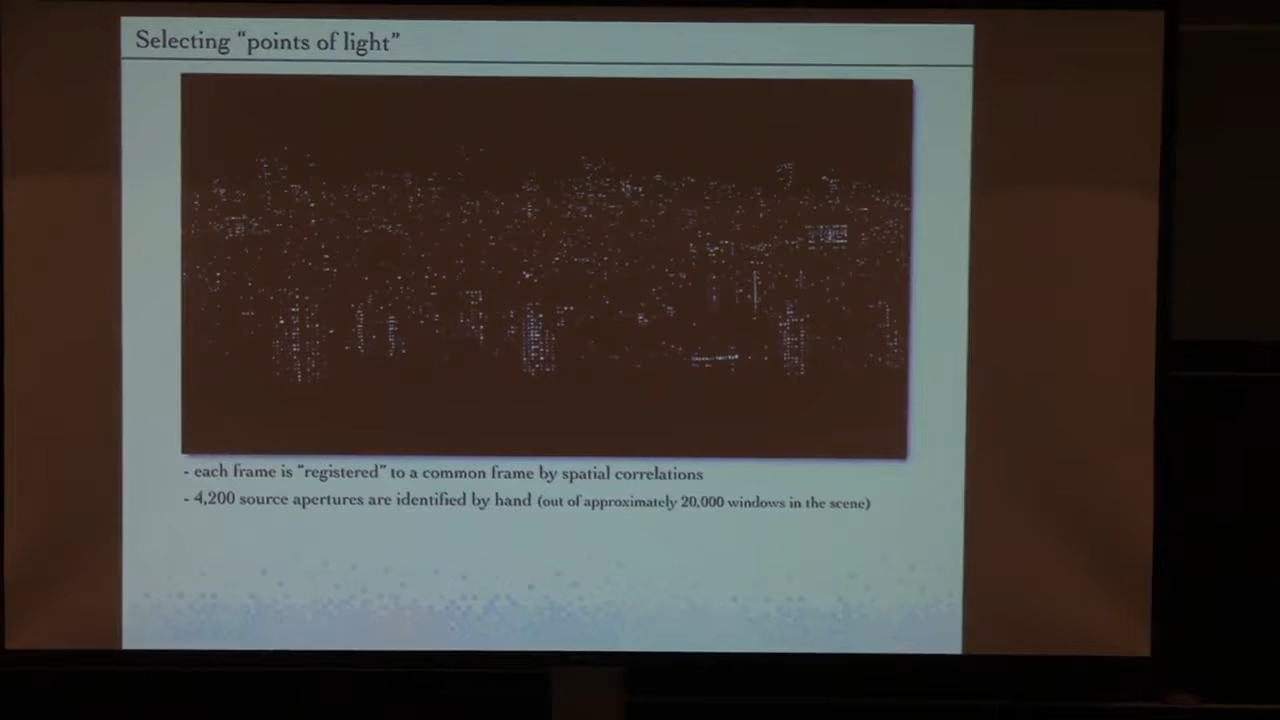 Selecting “points of light”
- each frame is “registered” to a common frame by spatial correlations
- 4,200 source apertures are identified by hand (out of approximately 20,000 windows in the scene)